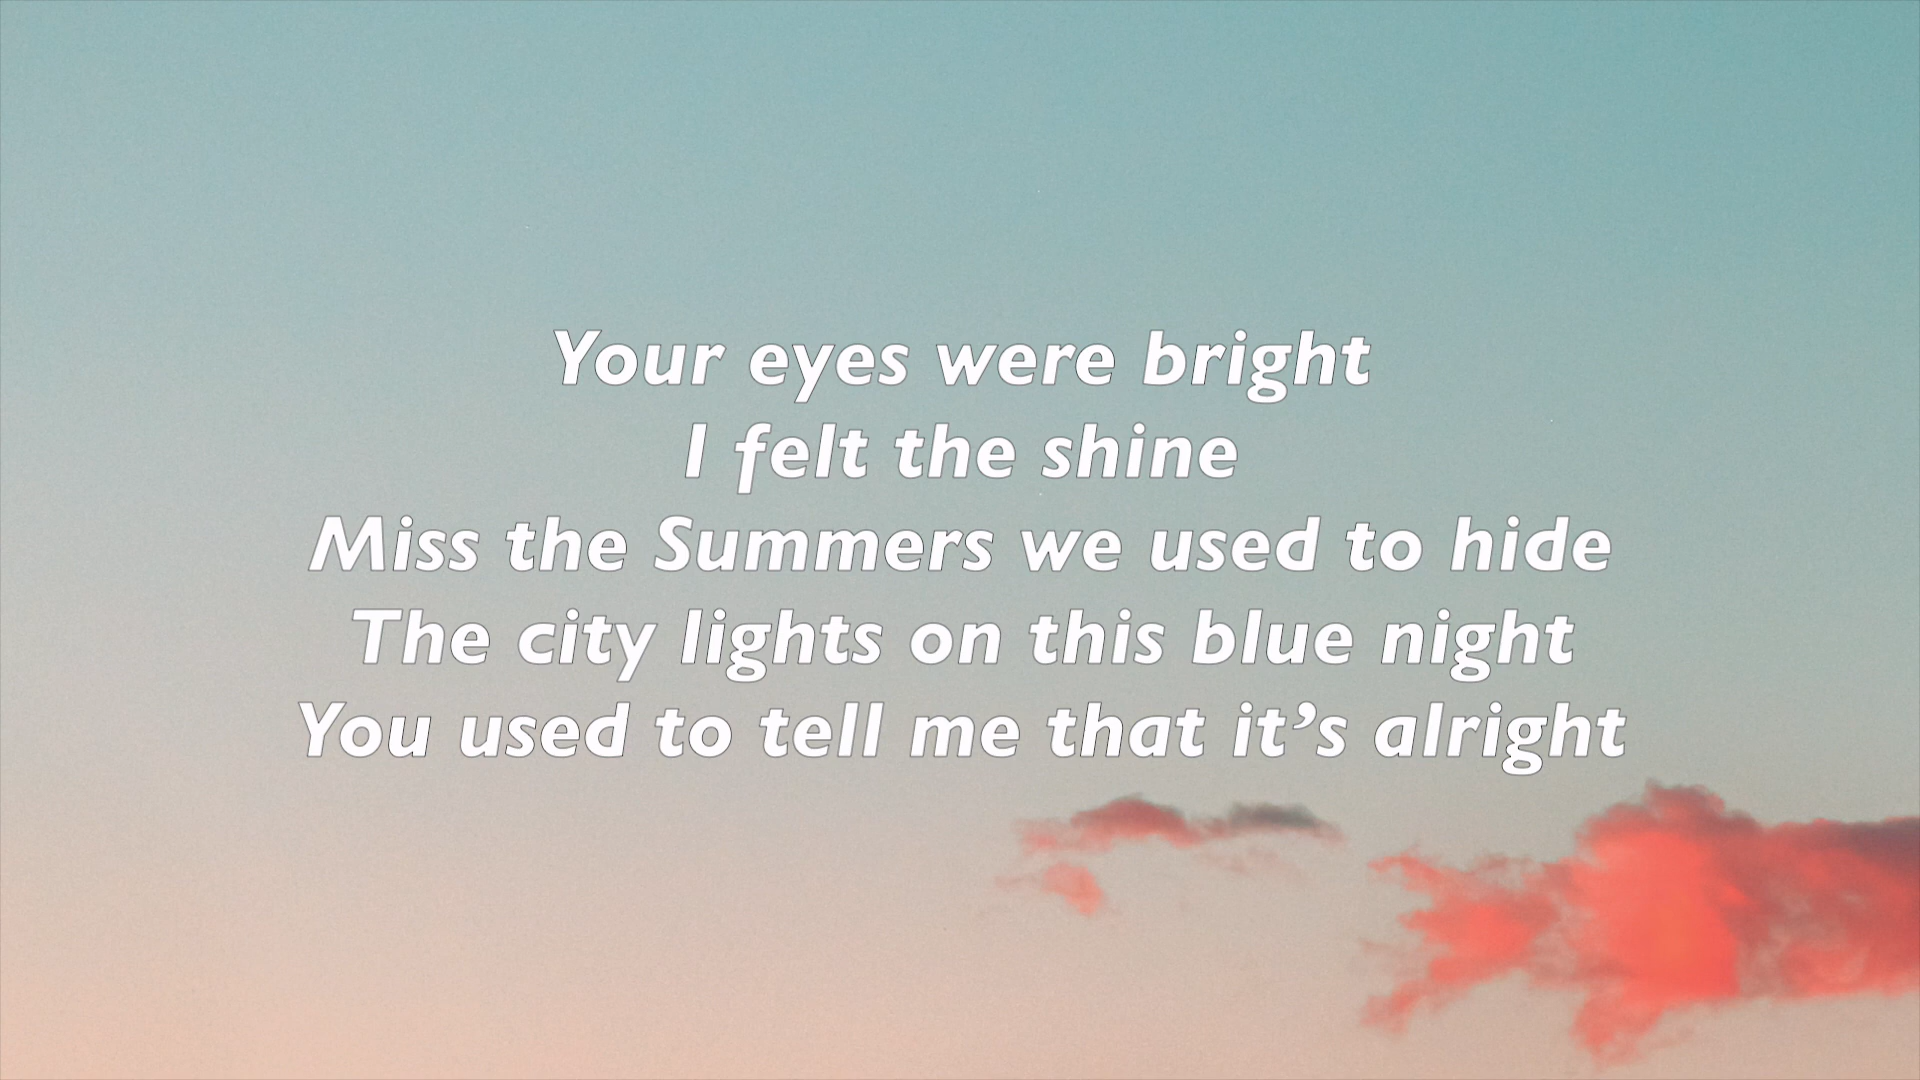 Your eyes were bright
I felt the shine
Miss the Summers we used to hide
The city lights on this blue night
You used to tell me that it’s alright